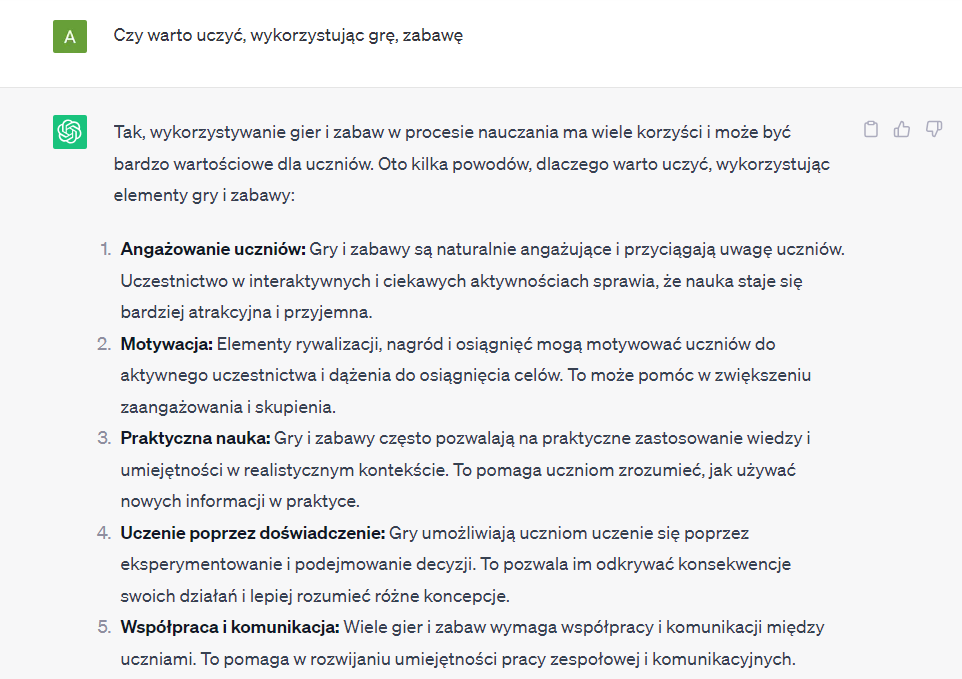 A
Czy warto uczyć, wykorzystując grę, zabawę
Tak, wykorzystywanie gier i zabaw w procesie nauczania ma wiele korzyści i może być
bardzo wartościowe dla uczniów. Oto kilka powodów, dlaczego warto uczyć, wykorzystując
elementy gry i zabawy:
1. Angażowanie uczniów: Gry i zabawy są naturalnie angażujące i przyciągają uwagę uczniów.
Uczestnictwo w interaktywnych i ciekawych aktywnościach sprawia, że nauka staje się
bardziej atrakcyjna i przyjemna.
2. Motywacja: Elementy rywalizacji, nagród i osiągnięć mogą motywować uczniów do
aktywnego uczestnictwa i dążenia do osiągnięcia celów. To może pomóc w zwiększeniu
zaangażowania i skupienia.
3. Praktyczna nauka: Gry i zabawy często pozwalają na praktyczne zastosowanie wiedzy i
umiejętności w realistycznym kontekście. To pomaga uczniom zrozumieć, jak używać
nowych informacji w praktyce.
4. Uczenie poprzez doświadczenie: Gry umożliwiają uczniom uczenie się poprzez
eksperymentowanie i podejmowanie decyzji. To pozwala im odkrywać konsekwencje
swoich działań i lepiej rozumieć różne koncepcje.
5. Współpraca i komunikacja: Wiele gier i zabaw wymaga współpracy i komunikacji między
uczniami. To pomaga w rozwijaniu umiejętności pracy zespołowej i komunikacyjnych.